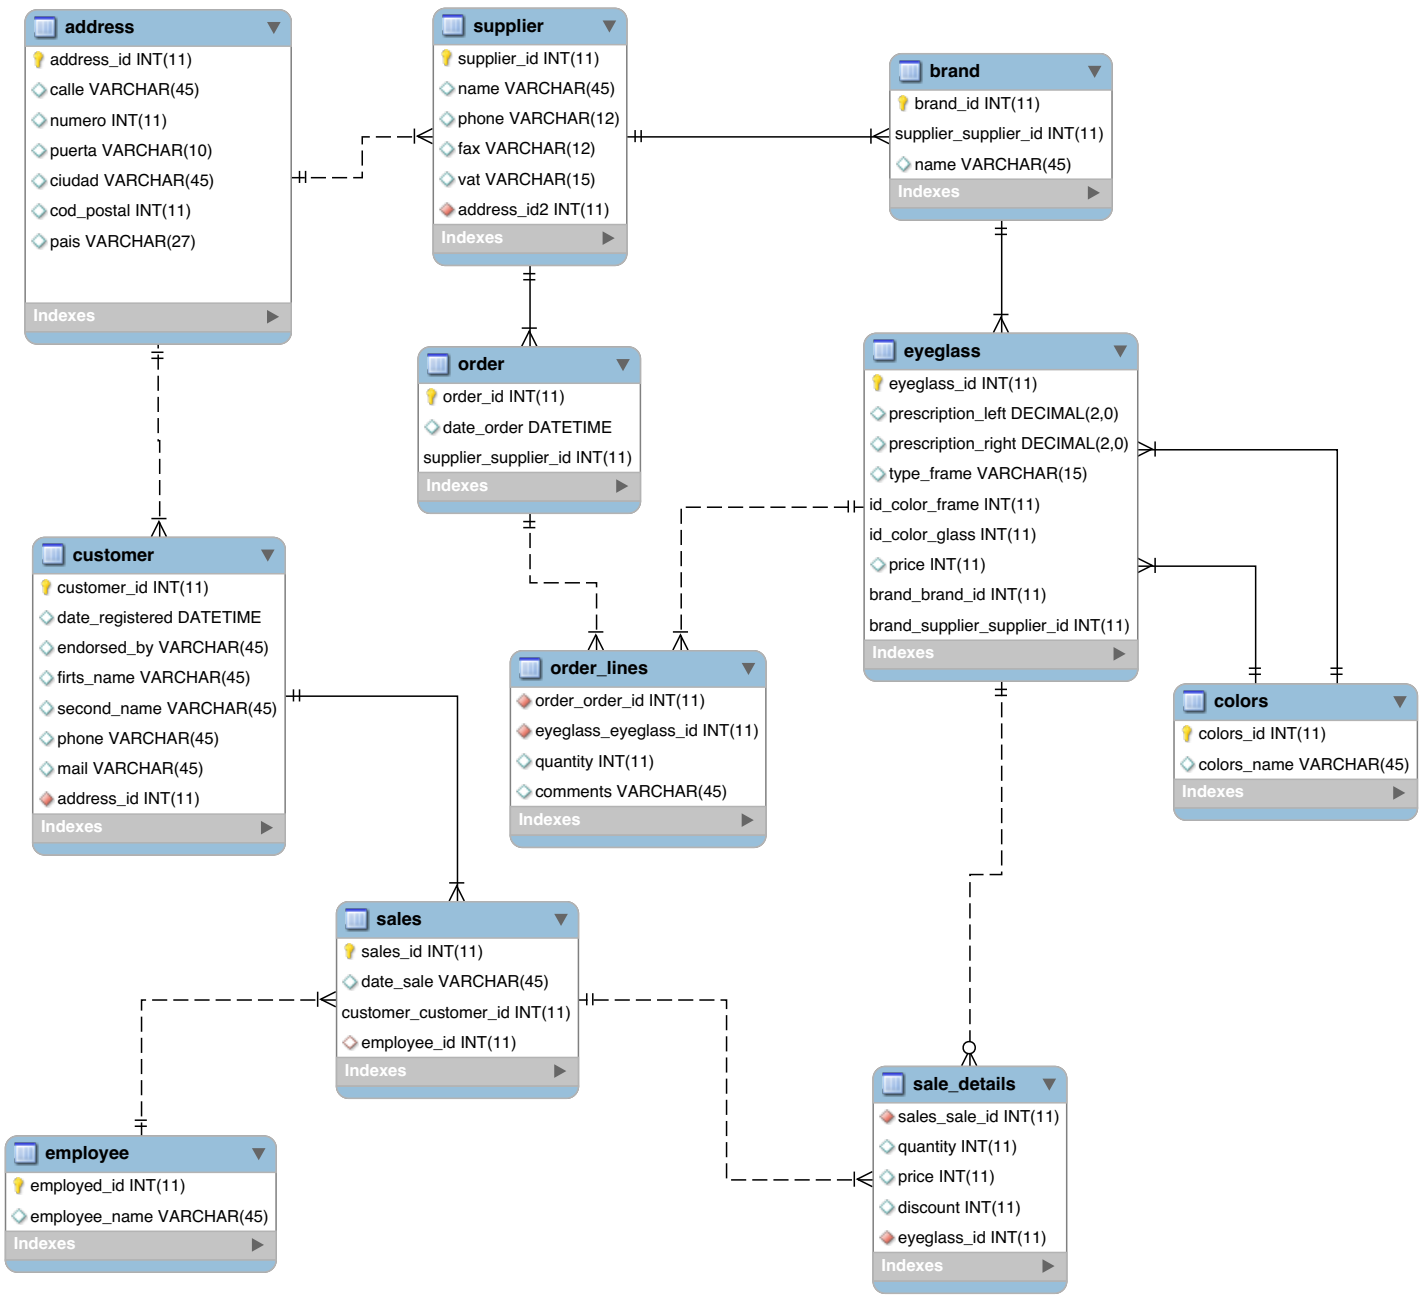 address
address_id INT(11)
calle VARCHAR(45)
numero INT(11)
puerta VARCHAR(10)
ciudad VARCHAR(45)
cod_postal INT(11)
pais VARCHAR(27)
Indexes
supplier
supplier_id INT(11)
name VARCHAR(45)
phone VARCHAR(12)
fax VARCHAR(12)
vat VARCHAR(15)
address_id2 INT(11)
Indexes
brand
brand_id INT(11)
supplier_supplier_id INT(11)
name VARCHAR(45)
Indexes
order
order_id INT(11)
date_order DATETIME
supplier_supplier_id INT(11)
Indexes
eyeglass
eyeglass_id INT(11)
prescription_left DECIMAL(2,0)
prescription_right DECIMAL(2,0)
type_frame VARCHAR(15)
id_color_frame INT(11)
id_color_glass INT(11)
price INT(11)
brand_brand_id INT(11)
brand_supplier_supplier_id INT(11)
Indexes
customer
customer_id INT(11)
date_registered DATETIME
endorsed_by VARCHAR(45)
firts_name VARCHAR(45)
second_name VARCHAR(45)
phone VARCHAR(45)
mail VARCHAR(45)
address_id INT(11)
Indexes
order_lines
order_order_id INT(11)
eyeglass_eyeglass_id INT(11)
quantity INT(11)
comments VARCHAR(45)
Indexes
colors
colors_id INT(11)
colors_name VARCHAR(45)
Indexes
sales
sales_id INT(11)
date_sale VARCHAR(45)
customer_customer_id INT(11)
employee_id INT(11)
Indexes
employee
employed_id INT(11)
employee_name VARCHAR(45)
Indexes
sale_details
sales_sale_id INT(11)
quantity INT(11)
price INT(11)
discount INT(11)
eyeglass_id INT(11)
Indexes